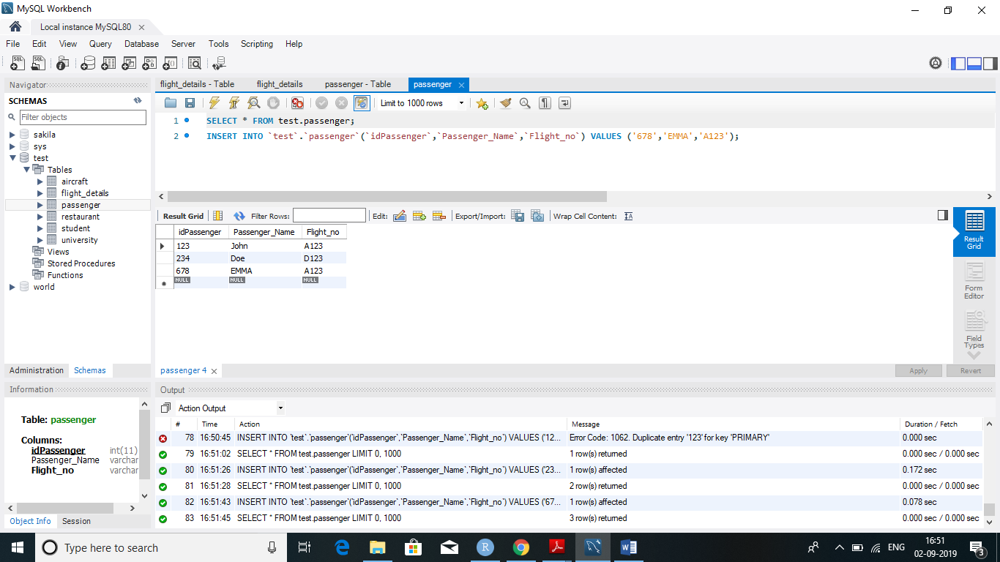 MySQL Workbench
Local instance MySQL80
File Edit View Query Database Server Tools Scripting Help
Navigator
SCHEMAS
Filter objects
sakila
sys
test
Tables
aircraft
flight_details
passenger
restaurant
student
university
Views
Stored Procedures
Functions
world
Administration Schemas
Information
Table: passenger
Columns:
idPassenger int(11)
Passenger_Name varchar
Flight_no varchar
Object Info Session
flight_details - Table flight_details passenger - Table passenger
Limit to 1000 rows
1 SELECT * FROM test.passenger;
2 INSERT INTO `test`.`passenger`(`idPassenger`,`Passenger_Name`,`Flight_no`) VALUES ('678','EMMA','A123');
Result Grid Filter Rows: Edit: Export/Import: Wrap Cell Content:
idPassenger Passenger_Name Flight_no
123 John A123
234 Doe D123
678 EMMA A123
NULL NULL NULL
Result Grid
Form Editor
Field Types
passenger 4
Apply Revert
Output
Action Output
# Time Action Message Duration / Fetch
78 16:50:45 INSERT INTO `test`.`passenger`(`idPassenger`,`Passenger_Name`,`Flight_no`) VALUES ('12... Error Code: 1062. Duplicate entry '123' for key 'PRIMARY' 0.000 sec
79 16:51:02 SELECT * FROM test.passenger LIMIT 0, 1000 1 row(s) returned 0.000 sec / 0.000 sec
80 16:51:26 INSERT INTO `test`.`passenger`(`idPassenger`,`Passenger_Name`,`Flight_no`) VALUES ('23... 1 row(s) affected 0.172 sec
81 16:51:28 SELECT * FROM test.passenger LIMIT 0, 1000 2 row(s) returned 0.000 sec / 0.000 sec
82 16:51:43 INSERT INTO `test`.`passenger`(`idPassenger`,`Passenger_Name`,`Flight_no`) VALUES ('67... 1 row(s) affected 0.078 sec
83 16:51:45 SELECT * FROM test.passenger LIMIT 0, 1000 3 row(s) returned 0.000 sec / 0.000 sec
Type here to search
ENG
16:51
02-09-2019
3